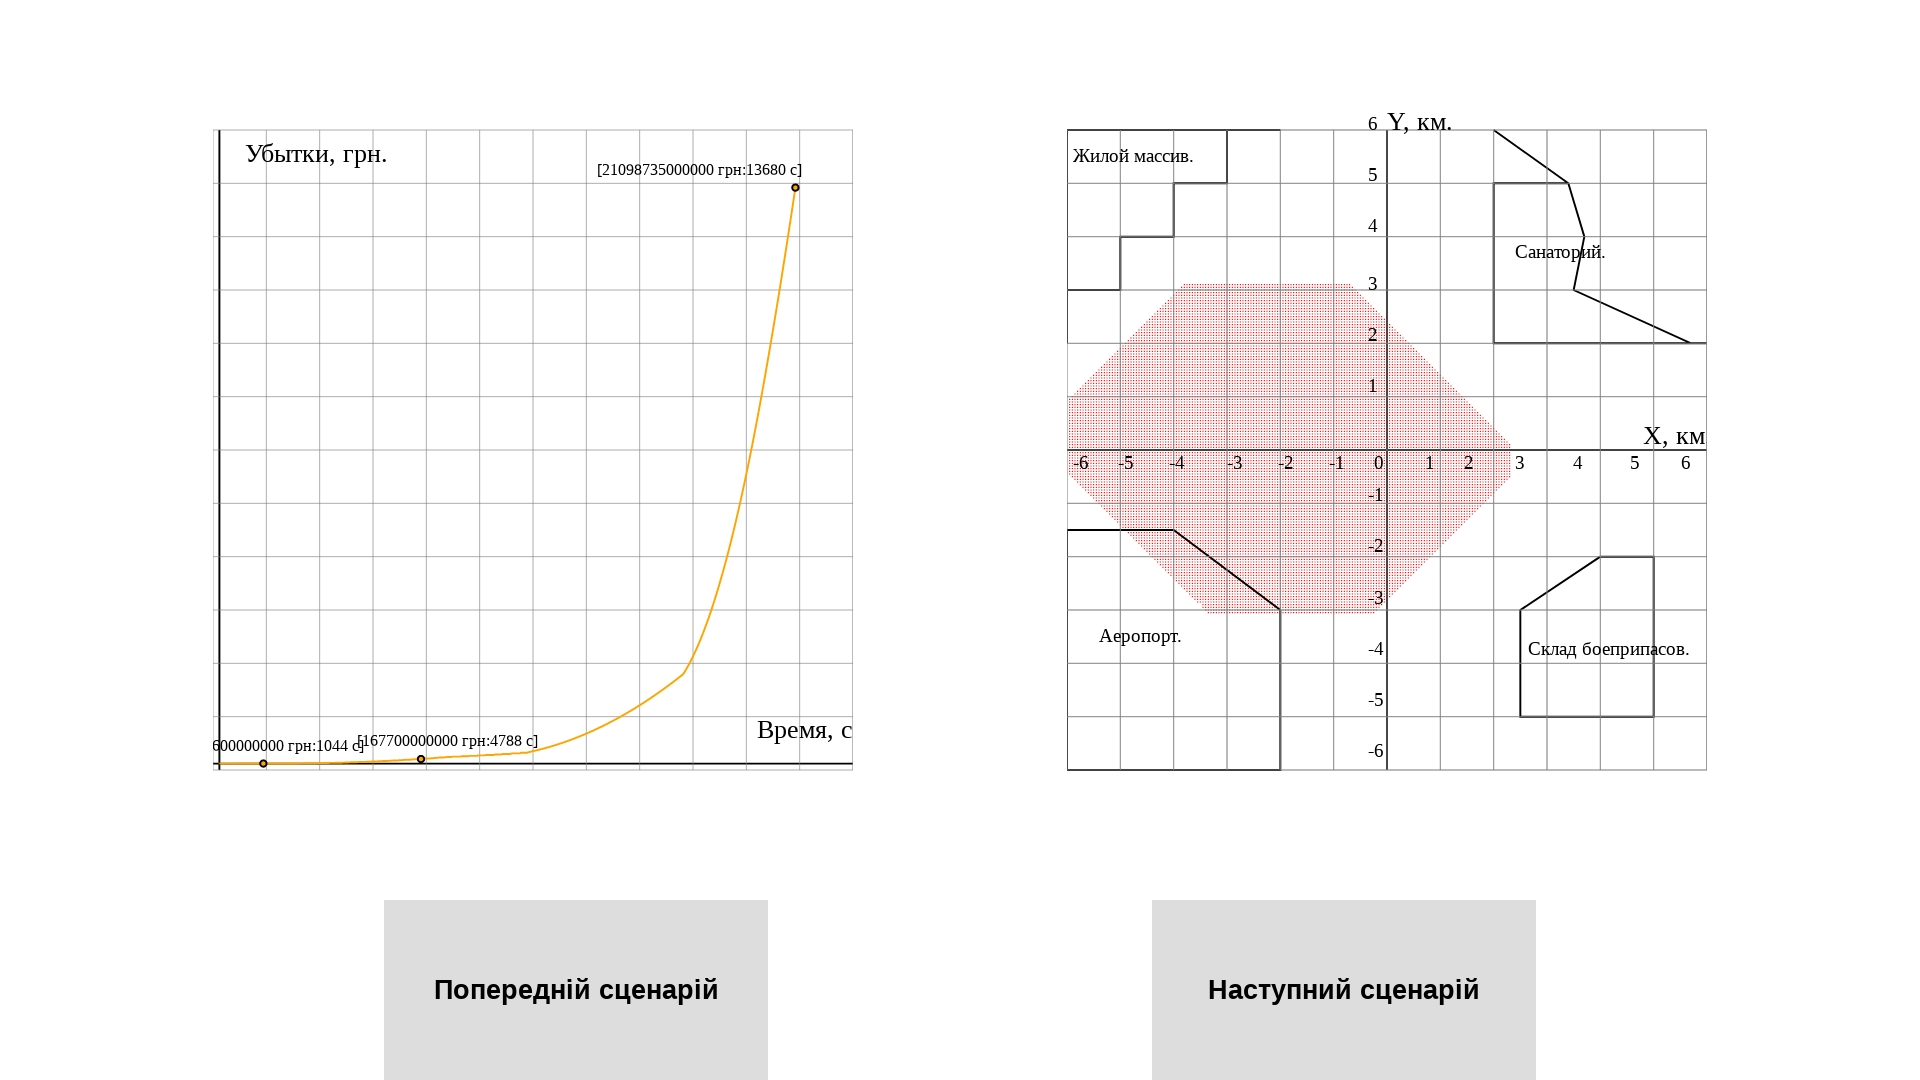 Убытки, грн.
[21098735000000 грн:13680 с]
600000000 грн:1044 с]
[167700000000 грн:4788 с]
Время, с
Y, км.
6
5
4
3
2
1
-1
-2
-3
-4
-5
-6
X, км
-6 -5 -4 -3 -2 -1 0 1 2 3 4 5 6
Жилой массив.
Санаторий.
Аеропорт.
Склад боеприпасов.
Попередній сценарій
Наступний сценарій